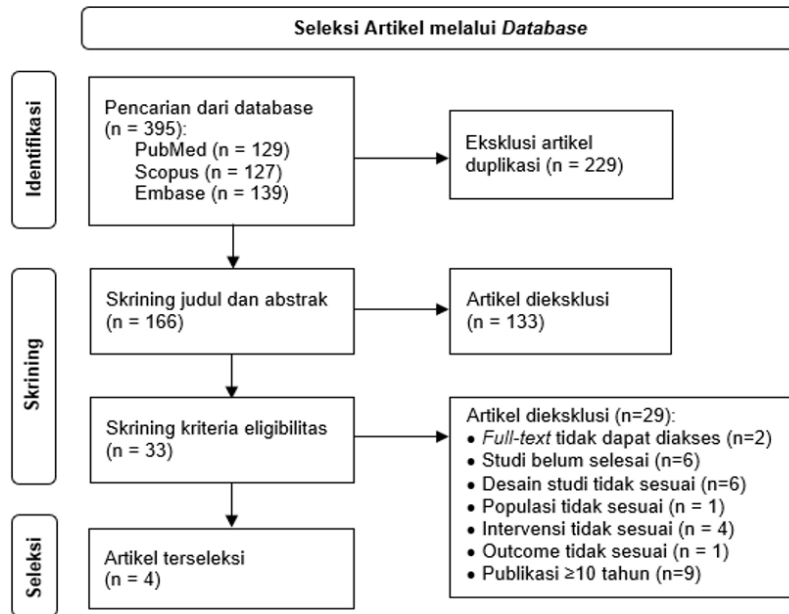 Seleksi Artikel melalui Database
Identifikasi
Pencarian dari database
(n = 395):
PubMed (n = 129)
Scopus (n = 127)
Embase (n = 139)
Eksklusi artikel
duplikasi (n = 229)
Skrining
Skrining judul dan abstrak
(n = 166)
Artikel dieksklusi
(n = 133)
Skrining kriteria eligibilitas
(n = 33)
Artikel dieksklusi (n=29):
• Full-text tidak dapat diakses (n=2)
• Studi belum selesai (n=6)
• Desain studi tidak sesuai (n=6)
• Populasi tidak sesuai (n = 1)
• Intervensi tidak sesuai (n = 4)
• Outcome tidak sesuai (n = 1)
• Publikasi ≥10 tahun (n=9)
Seleksi
Artikel terseleksi
(n = 4)